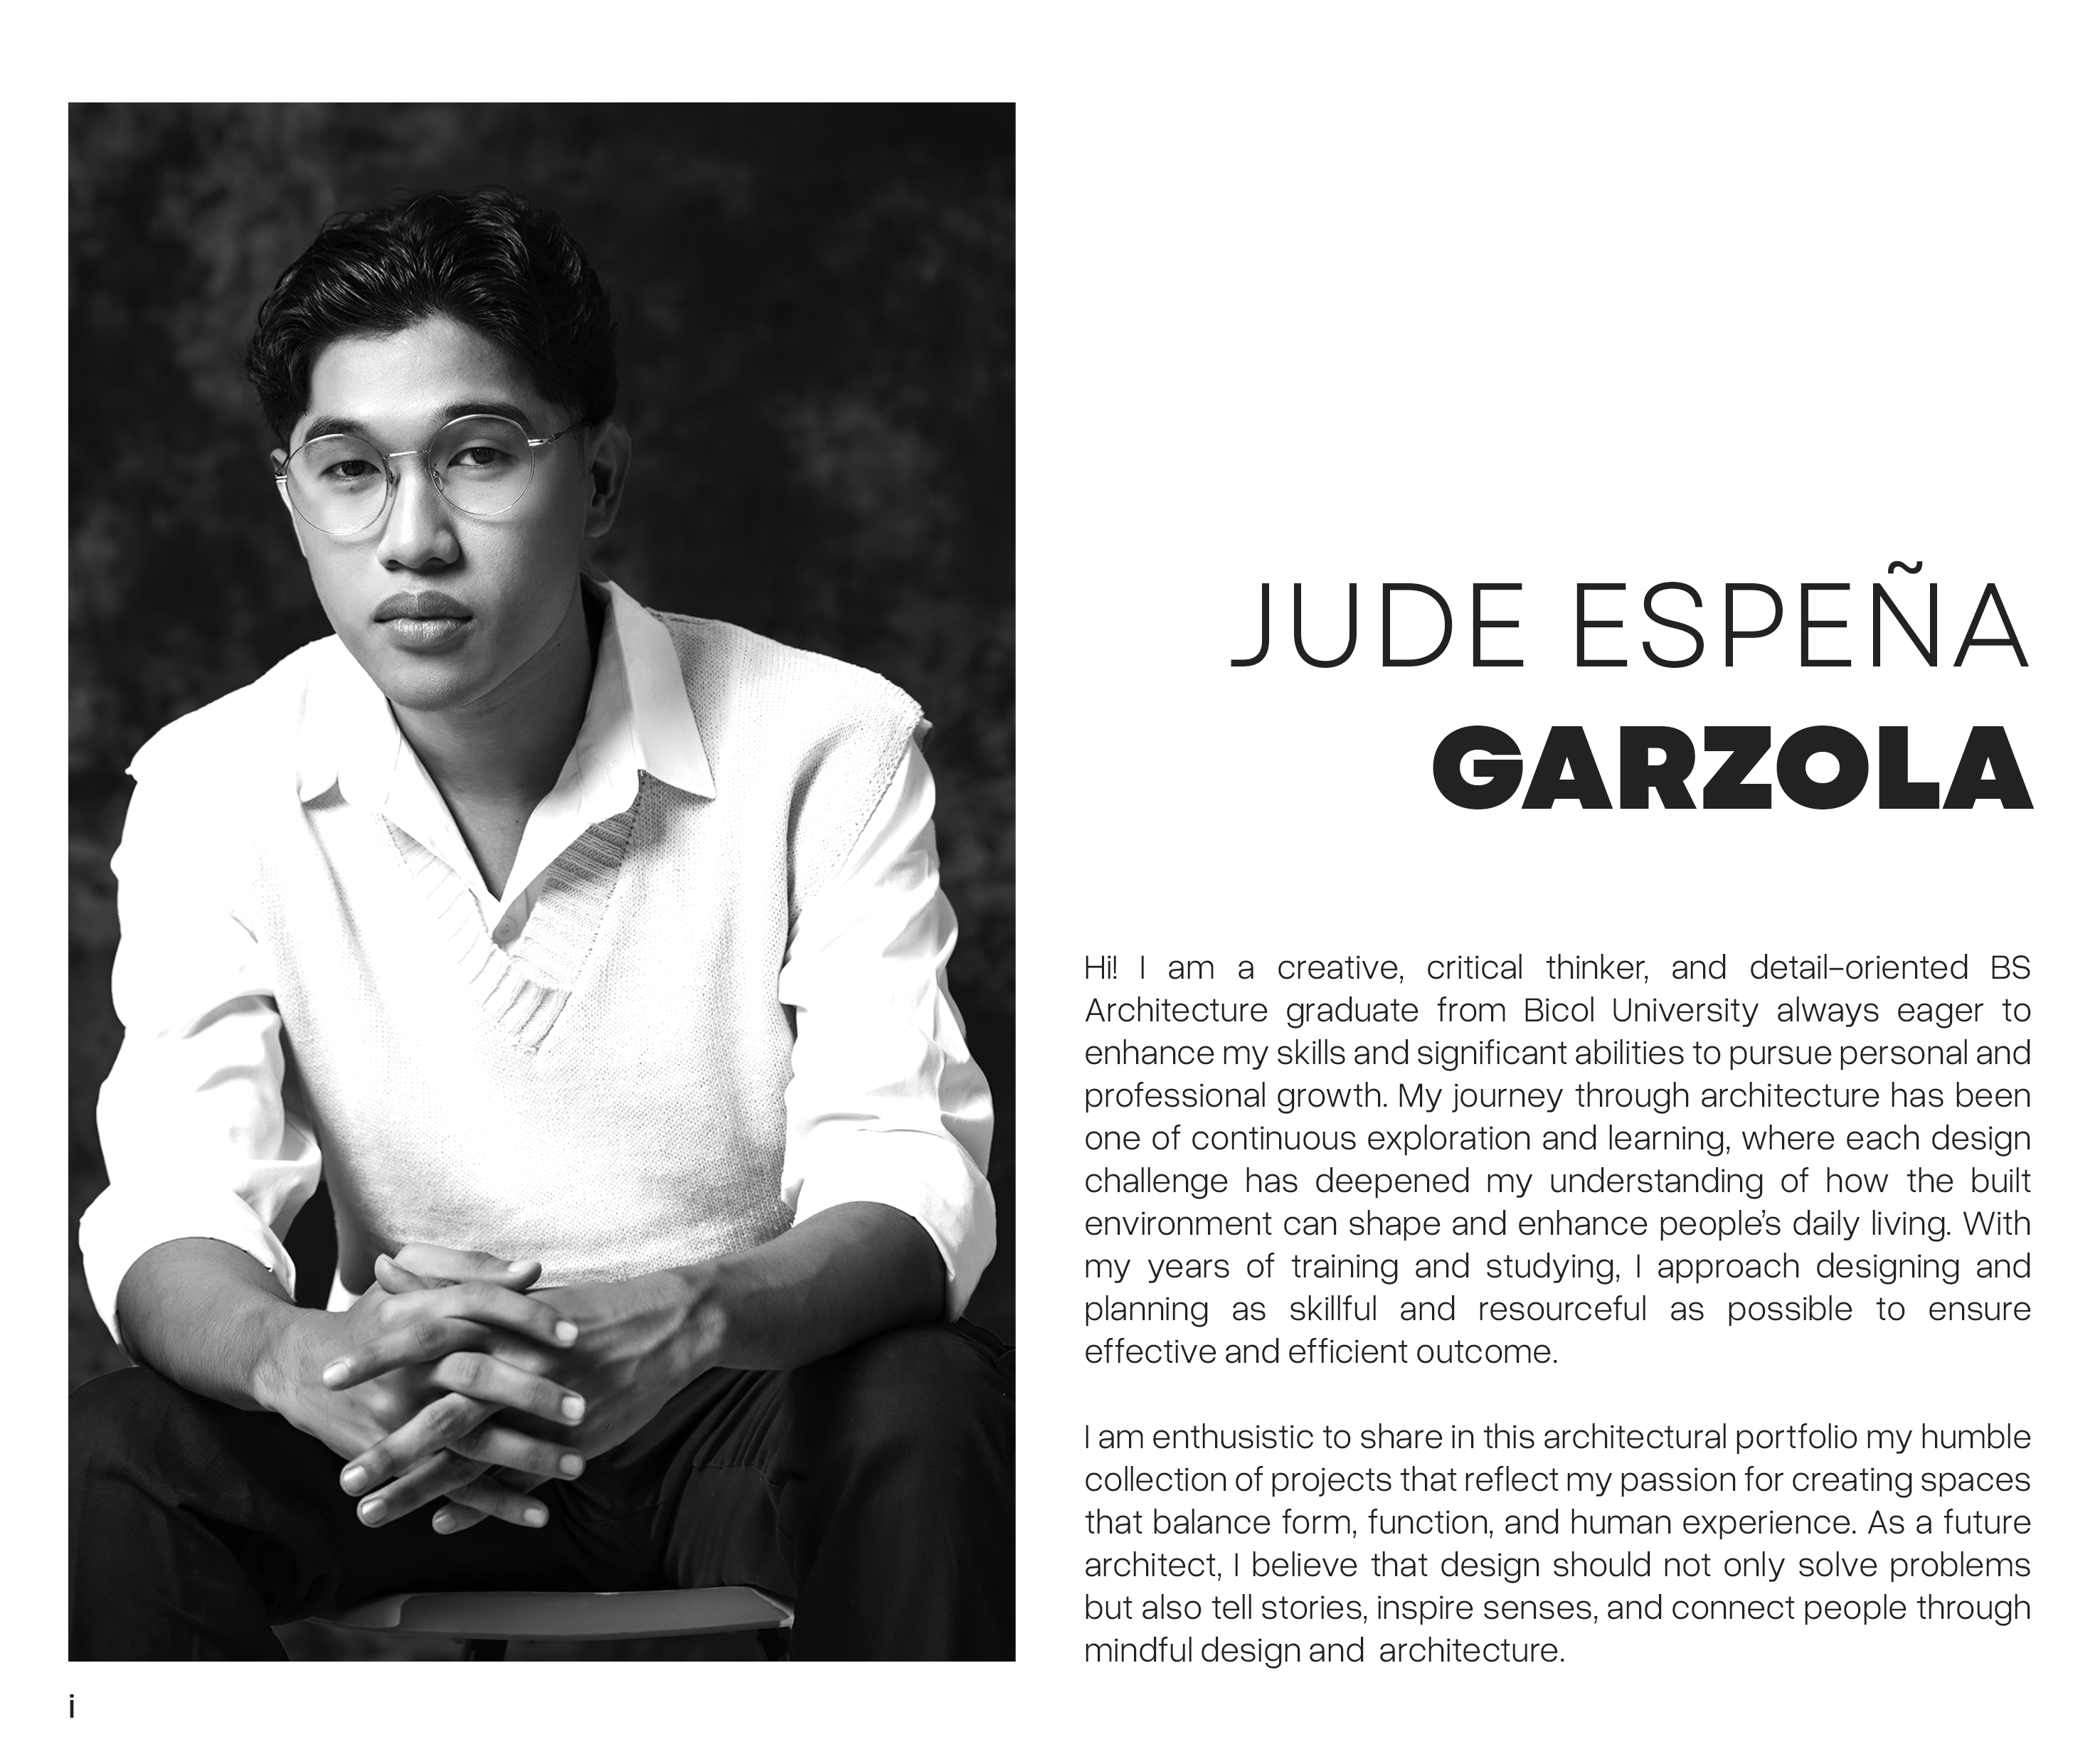 JUDE ESPEÑA
GARZOLA
Hi! I am a creative, critical thinker, and detail-oriented BS
Architecture graduate from Bicol University always eager to
enhance my skills and significant abilities to pursue personal and
professional growth. My journey through architecture has been
one of continuous exploration and learning, where each design
challenge has deepened my understanding of how the built
environment can shape and enhance people's daily living. With
my years of training and studying, I approach designing and
planning as skillful and resourceful as possible to ensure
effective and efficient outcome.
I am enthusistic to share in this architectural portfolio my humble
collection of projects that reflect my passion for creating spaces
that balance form, function, and human experience. As a future
architect, I believe that design should not only solve problems
but also tell stories, inspire senses, and connect people through
mindful design and  architecture.
i